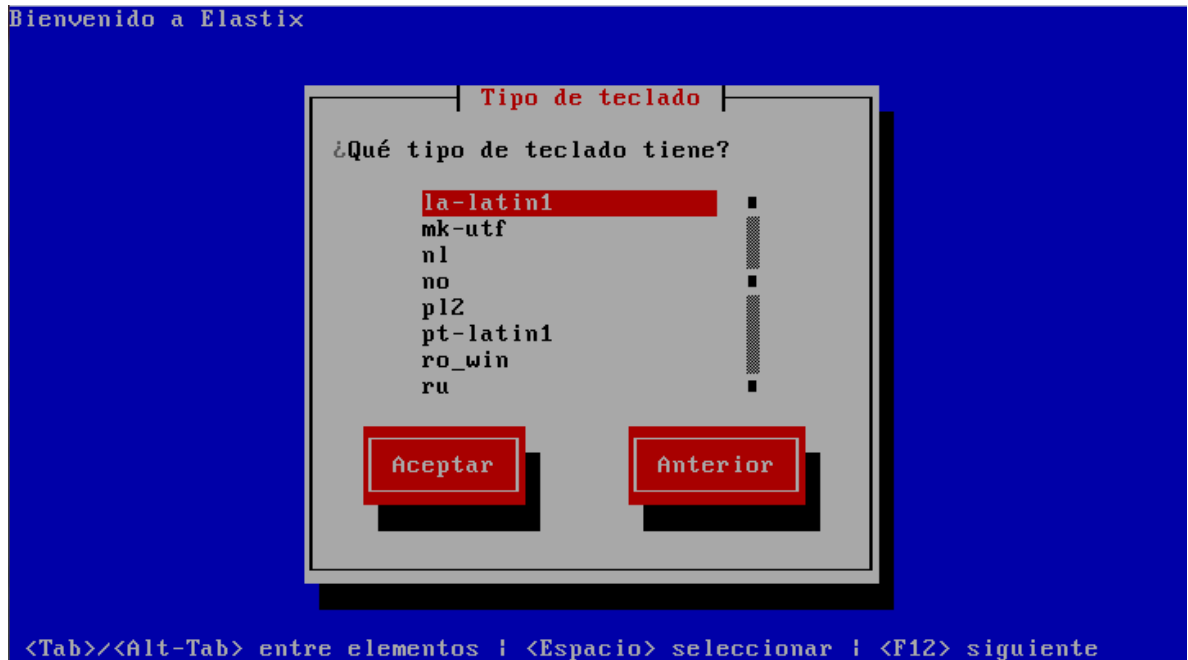 Bienvenido a Elastix
Tipo de teclado
¿Qué tipo de teclado tiene?
la-latin1
mk-utf
nl
no
pl2
pt-latin1
ro_win
ru
Aceptar Anterior
<Tab>/<Alt-Tab> entre elementos | <Espacio> seleccionar | <F12> siguiente